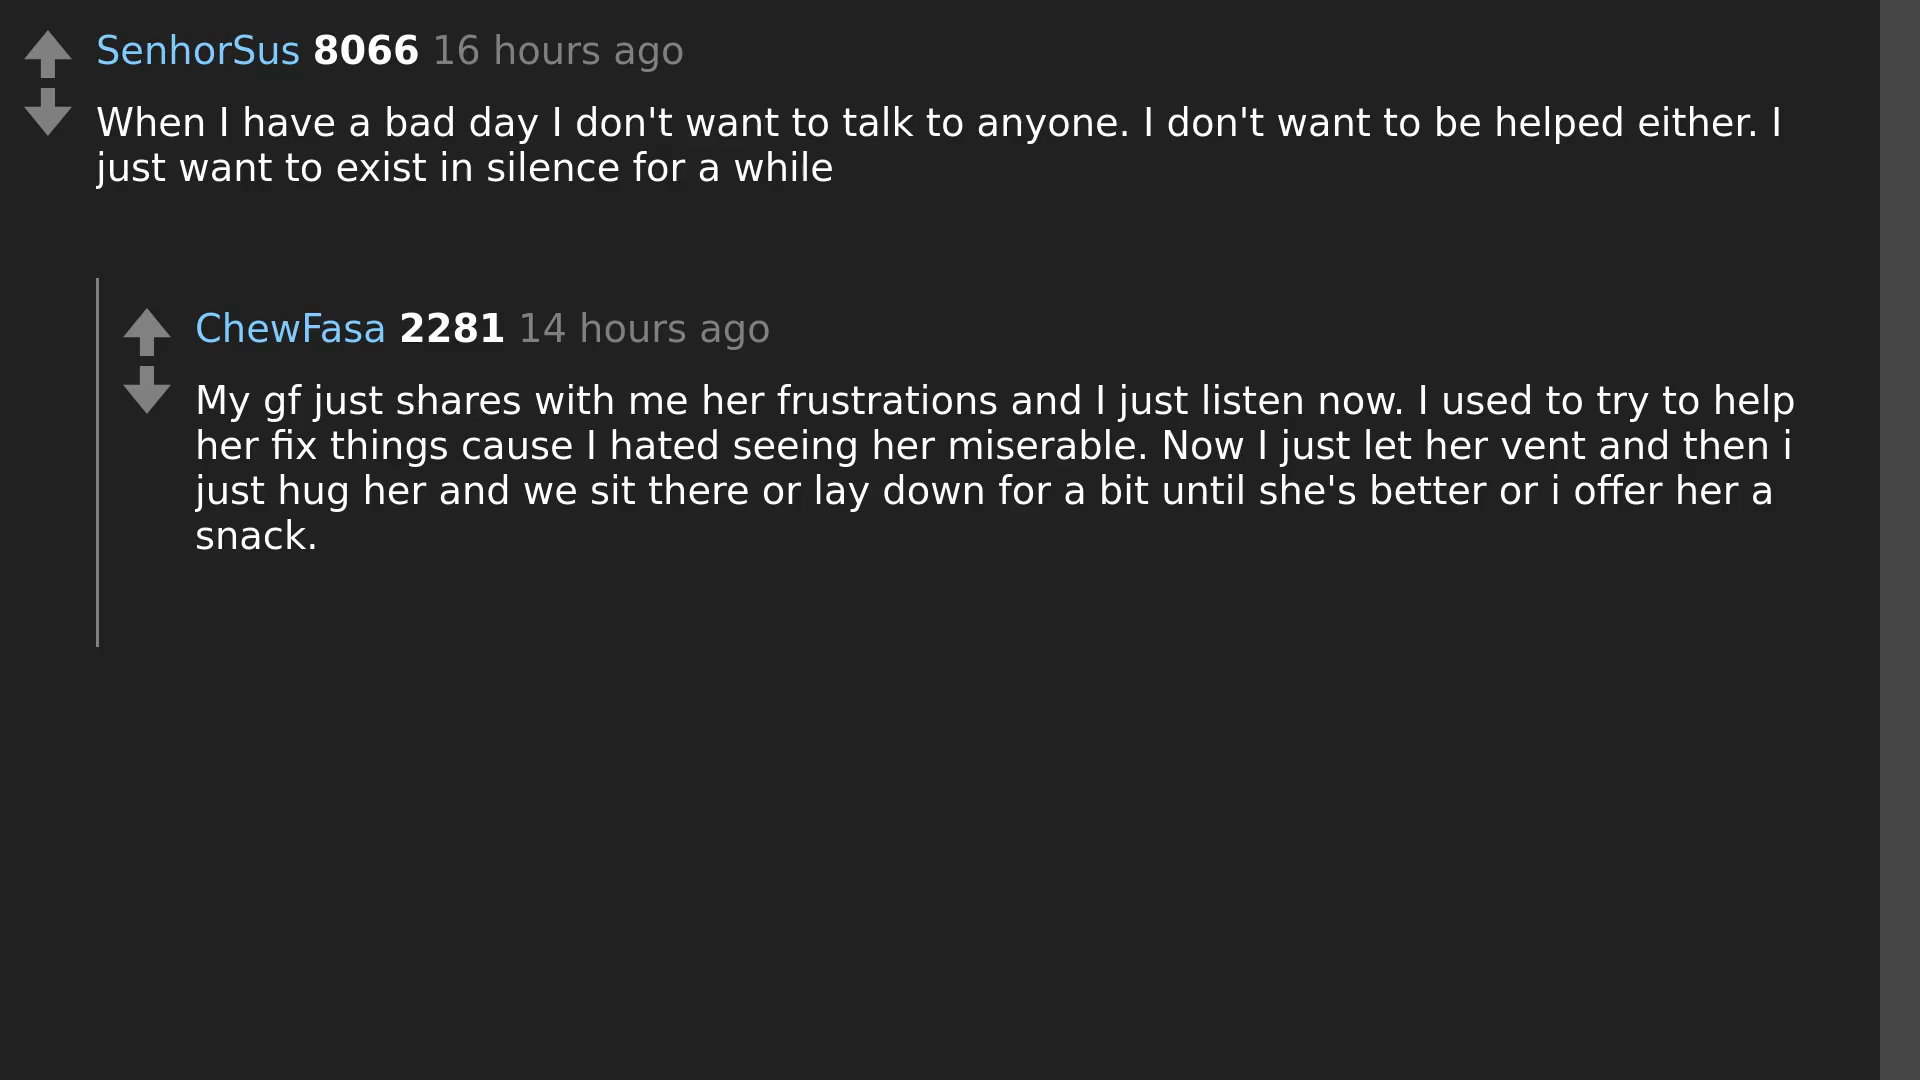 SenhorSus 8066 16 hours ago
When I have a bad day I don't want to talk to anyone. I don't want to be helped either. I
just want to exist in silence for a while
ChewFasa 2281 14 hours ago
My gf just shares with me her frustrations and I just listen now. I used to try to help
her fix things cause I hated seeing her miserable. Now I just let her vent and then i
just hug her and we sit there or lay down for a bit until she's better or i offer her a
snack.